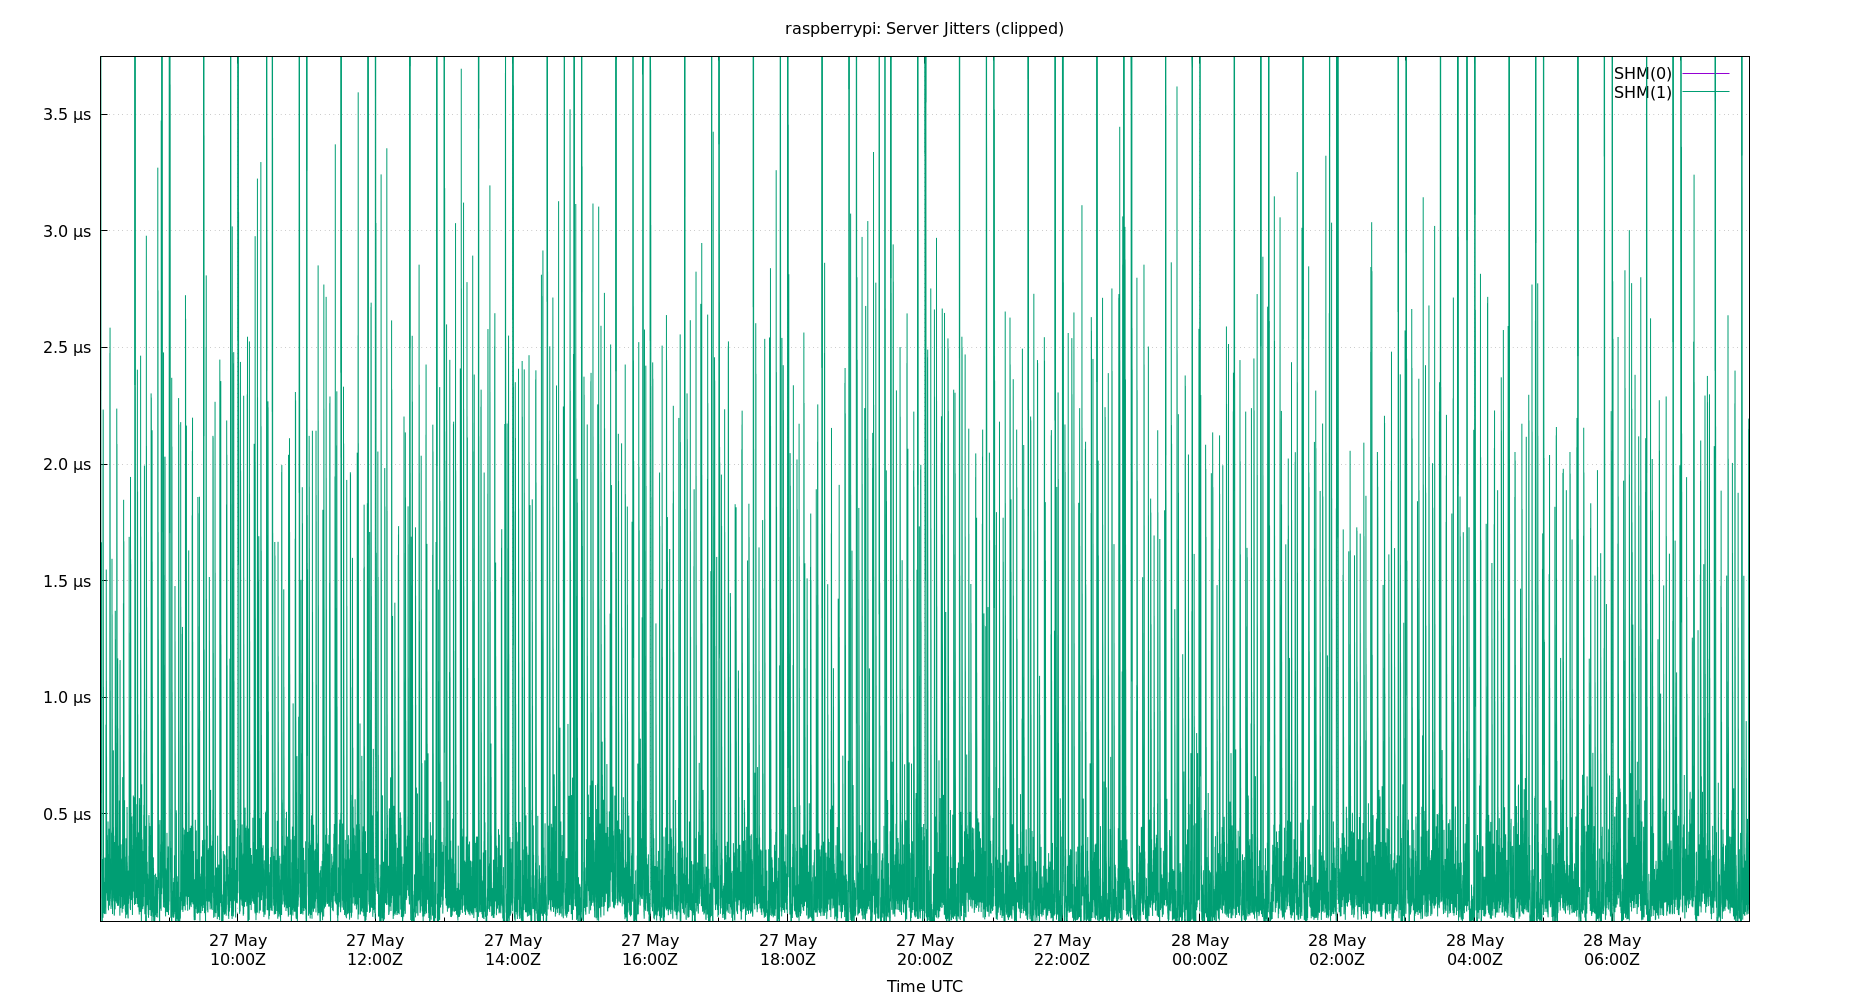 raspberrypi: Server Jitters (clipped)
SHM(0)
SHM(1)
3.5 µs
3.0 µs
2.5 µs
2.0 µs
1.5 µs
1.0 µs
0.5 µs
27 May 27 May 27 May 27 May 27 May 27 May 27 May 28 May 28 May 28 May 28 May
10:00Z 12:00Z 14:00Z 16:00Z 18:00Z 20:00Z 22:00Z 00:00Z 02:00Z 04:00Z 06:00Z
Time UTC